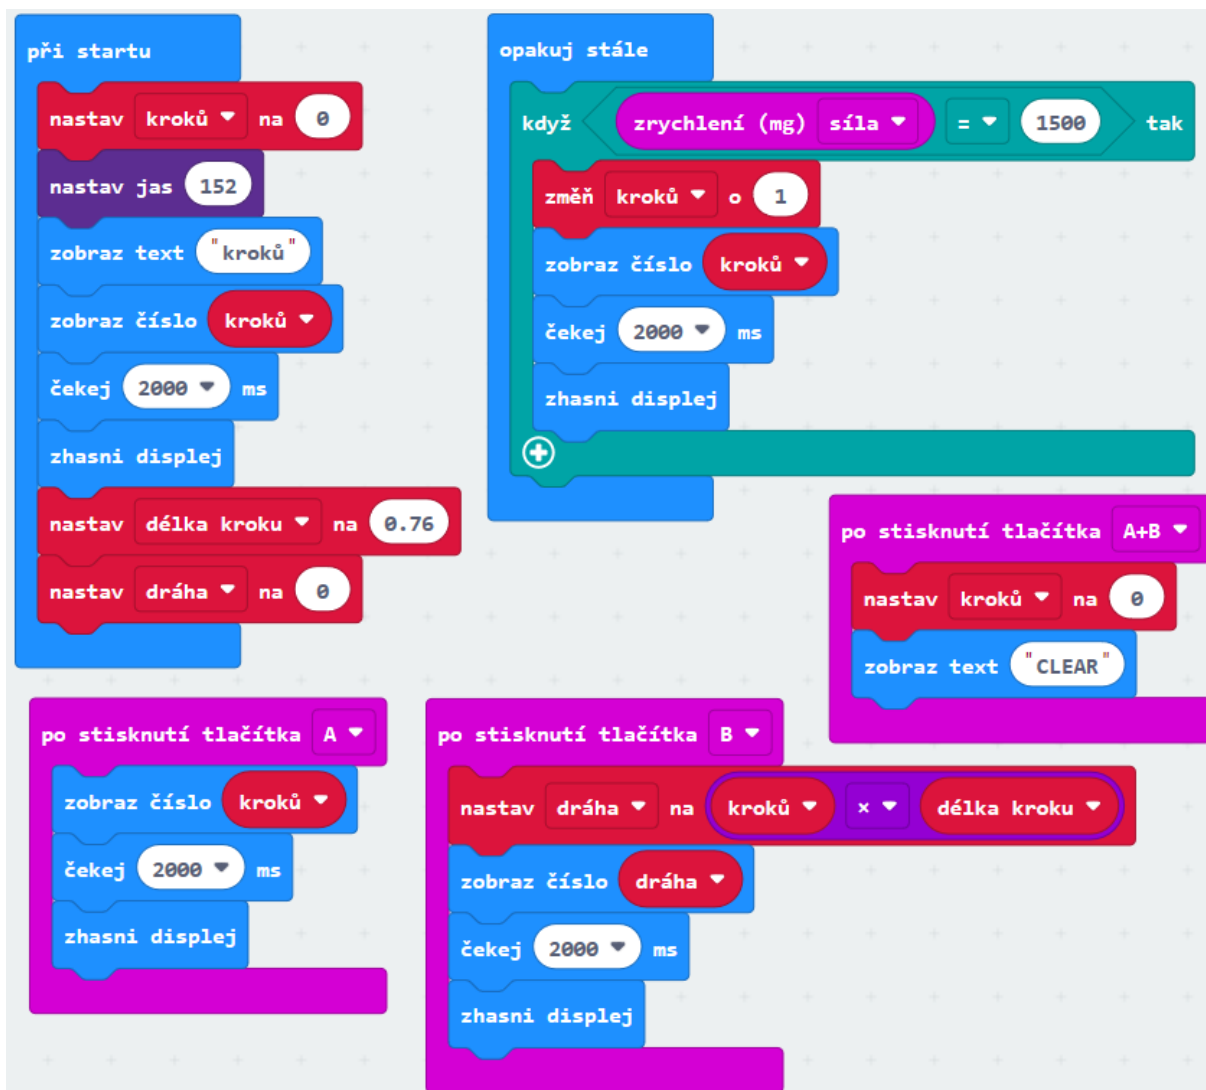 při startu
nastav kroků na 0
nastav jas 152
zobraz text "kroků"
zobraz číslo kroků
čekej 2000 ms
zhasni displej
nastav délka kroku na 0.76
nastav dráha na 0
opakuj stále
když zrychlení (mg) síla = 1500 tak
změň kroků o 1
zobraz číslo kroků
čekej 2000 ms
zhasni displej
po stisknutí tlačítka A+B
nastav kroků na 0
zobraz text "CLEAR"
po stisknutí tlačítka A
zobraz číslo kroků
čekej 2000 ms
zhasni displej
po stisknutí tlačítka B
nastav dráha na kroků × délka kroku
zobraz číslo dráha
čekej 2000 ms
zhasni displej